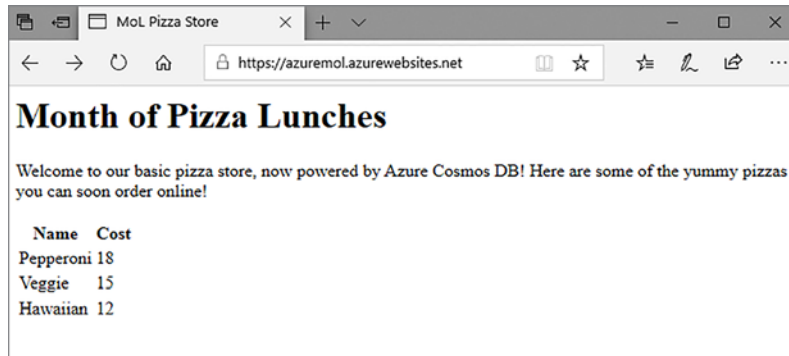 MoL Pizza Store
https://azuremol.azurewebsites.net
Month of Pizza Lunches
Welcome to our basic pizza store, now powered by Azure Cosmos DB! Here are some of the yummy pizzas
you can soon order online!
Name Cost
Pepperoni 18
Veggie 15
Hawaiian 12